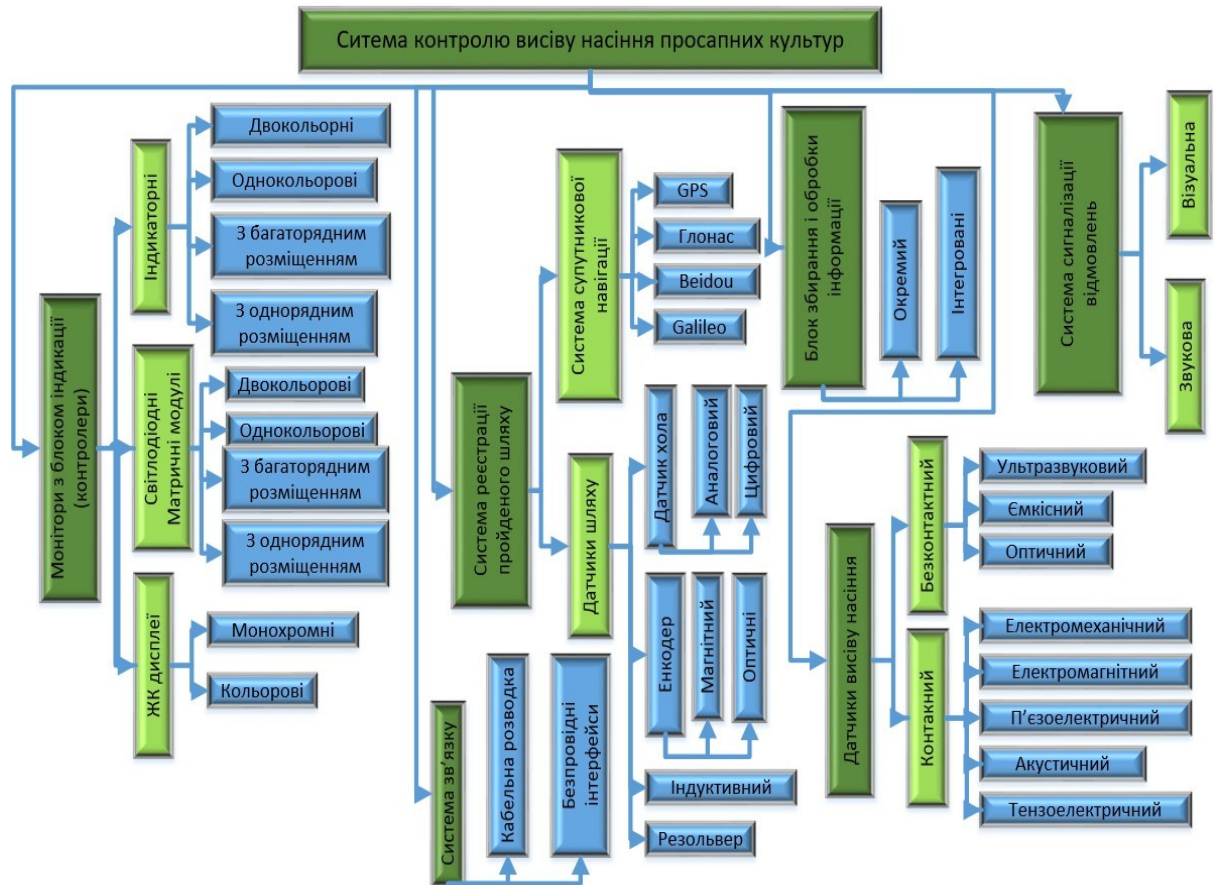 Ситема контролю висіву насіння просапних культур
Монітори з блоком індикації
(контролери)
Індикаторні
Двокольорні
Однокольорові
З багаторядним
розміщенням
З однорядним
розміщенням
Світлодіодні
Матричні модулі
Двокольорові
Однокольорові
З багаторядним
розміщенням
З однорядним
розміщенням
ЖК дисплеї
Монохромні
Кольорові
Система зв’язку
Кабельна розводка
Безпровідні
інтерфейси
Система реєстрації
пройденого шляху
Система супутникової
навігації
GPS
Глонас
Beidou
Galileo
Датчики шляху
Датчик хола
Аналоговий
Цифровий
Енкодер
Магнітний
Оптичні
Індуктивний
Резольвер
Блок збирання і обробки
інформації
Окремий
Інтегровані
Датчики висіву насіння
Безконтактний
Ультразвуковий
Ємкісний
Оптичний
Контакний
Електромеханічний
Електромагнітний
П’єзоелектричний
Акустичний
Тензоелектричний
Система сигналізації
відмовлень
Візуальна
Звукова